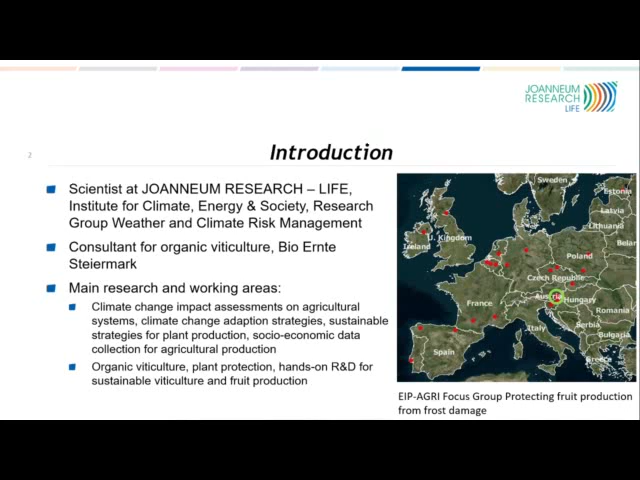 JOANNEUM
RESEARCH
LIFE
2
Introduction
Scientist at JOANNEUM RESEARCH – LIFE,
Institute for Climate, Energy & Society, Research
Group Weather and Climate Risk Management
Consultant for organic viticulture, Bio Ernte
Steiermark
Main research and working areas:
Climate change impact assessments on agricultural
systems, climate change adaption strategies, sustainable
strategies for plant production, socio-economic data
collection for agricultural production
Organic viticulture, plant protection, hands-on R&D for
sustainable viticulture and fruit production
Sweden
Estonia
Latvia
Lithuania
Ireland
U. Kingdom
Belarus
Poland
Czech Republic
Austria
Hungary
France
Romania
Serbia
Italy
Bulgaria
Spain
Greece
EIP-AGRI Focus Group Protecting fruit production
from frost damage